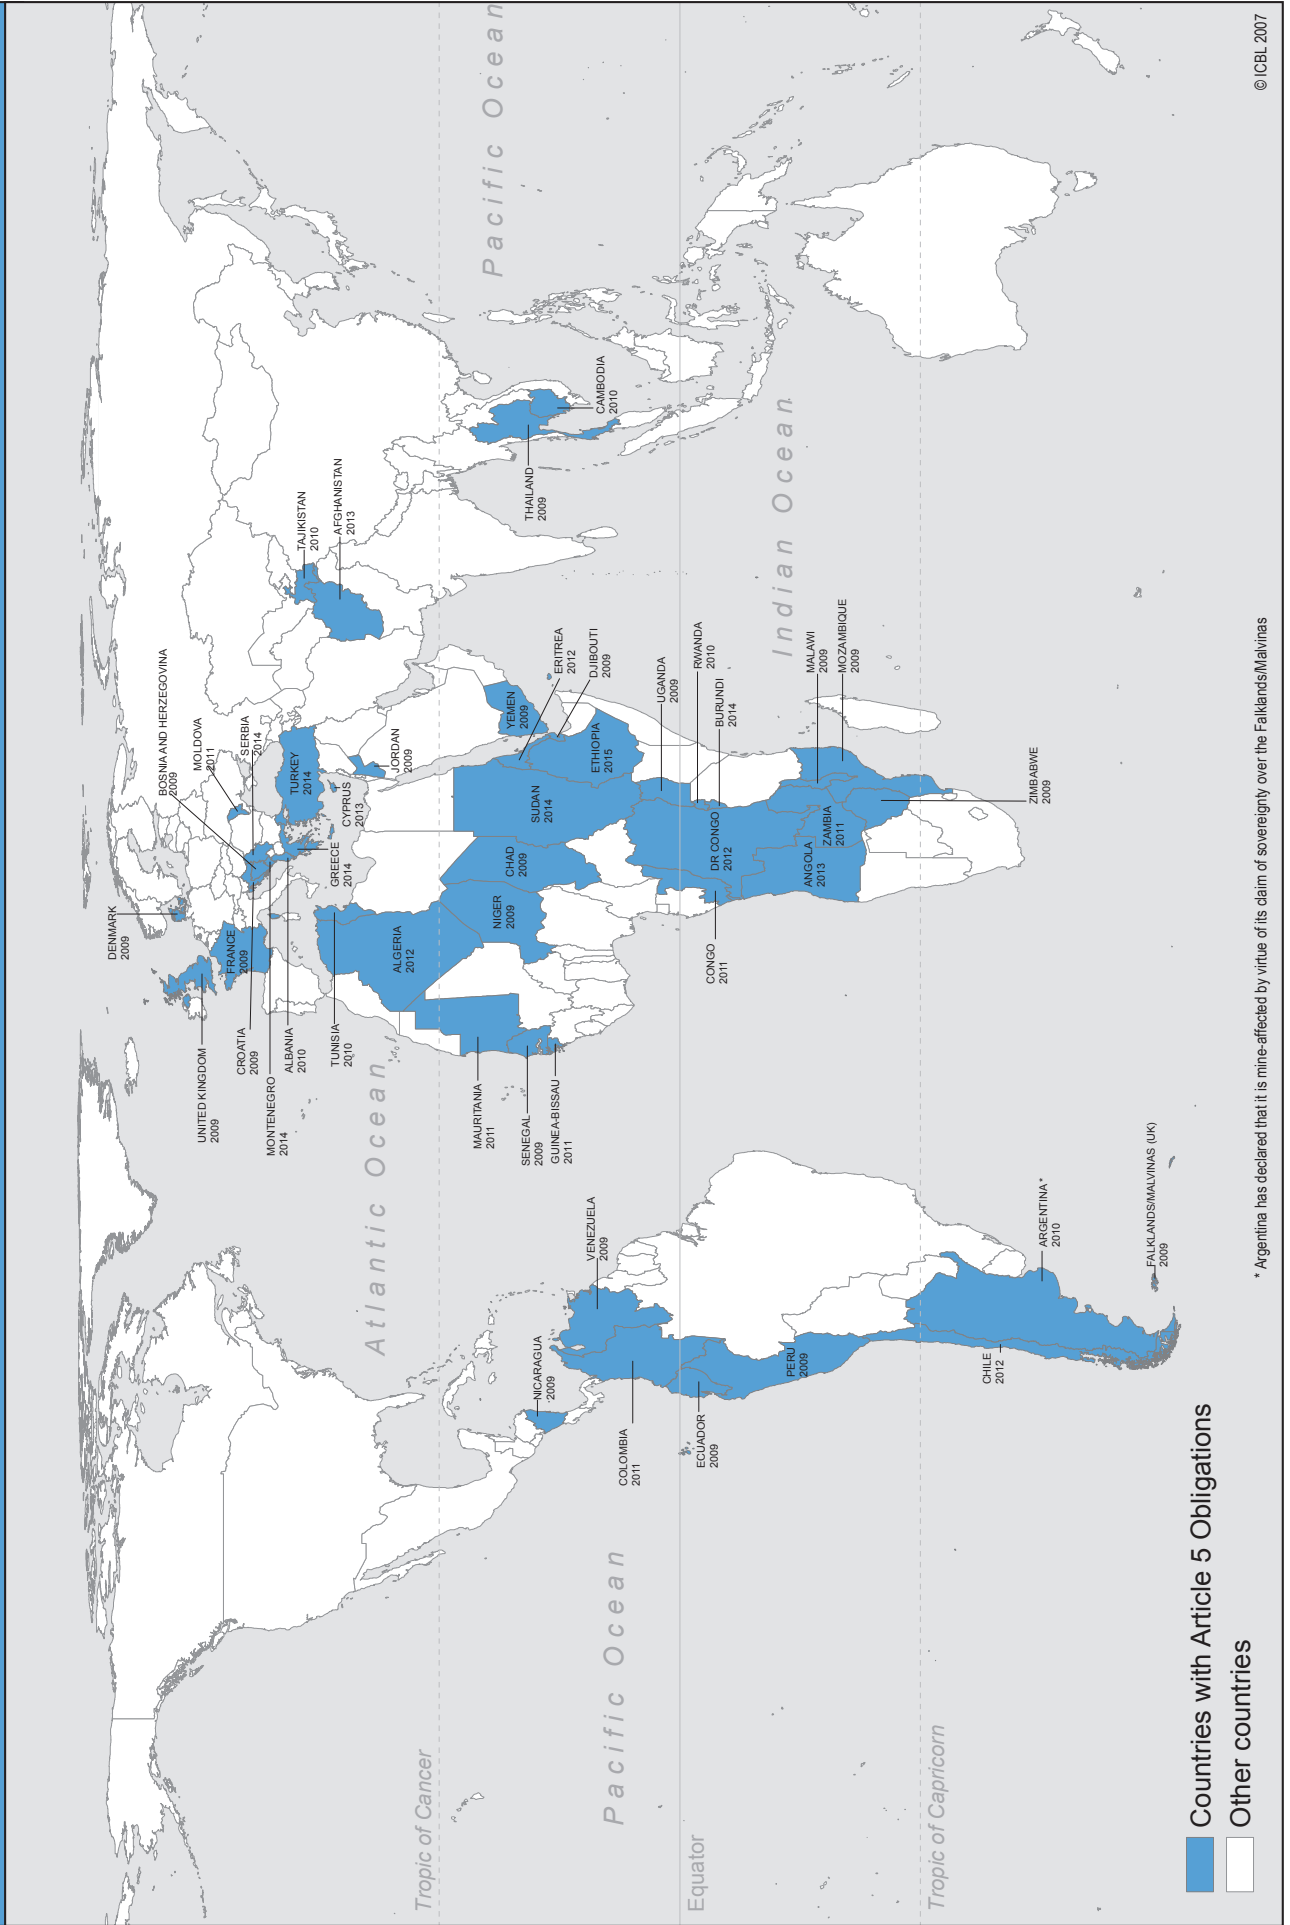 Pacific Ocean
Atlantic Ocean
Pacific Ocean
Indian Ocean
Tropic of Cancer
Equator
Tropic of Capricorn
DENMARK
2009
UNITED KINGDOM
2009
FRANCE
2009
BOSNIA AND HERZEGOVINA
2009
MOLDOVA
2011
SERBIA
2014
CROATIA
2009
MONTENEGRO
2014
ALBANIA
2010
GREECE
2014
TURKEY
2014
CYPRUS
2013
JORDAN
2009
TAJIKISTAN
2010
AFGHANISTAN
2013
THAILAND
2009
CAMBODIA
2010
TUNISIA
2010
ALGERIA
2012
MAURITANIA
2011
SENEGAL
2009
GUINEA-BISSAU
2011
NIGER
2009
CHAD
2009
SUDAN
2014
YEMEN
2009
ERITREA
2012
DJIBOUTI
2009
ETHIOPIA
2015
UGANDA
2009
RWANDA
2010
BURUNDI
2014
DR CONGO
2012
CONGO
2011
ANGOLA
2013
ZAMBIA
2011
MALAWI
2009
MOZAMBIQUE
2009
ZIMBABWE
2009
NICARAGUA
2009
VENEZUELA
2009
COLOMBIA
2011
ECUADOR
2009
PERU
2009
CHILE
2012
ARGENTINA*
2010
FALKLANDS/MALVINAS (UK)
2009
Countries with Article 5 Obligations
Other countries
* Argentina has declared that it is mine-affected by virtue of its claim of sovereignty over the Falklands/Malvinas
© ICBL 2007